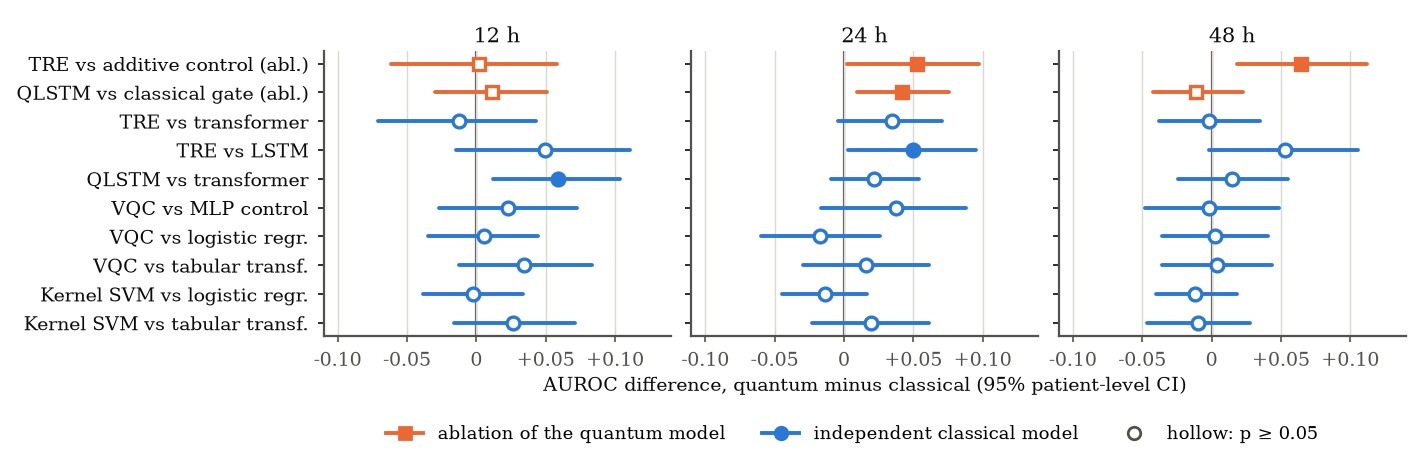 12 h
24 h
48 h
TRE vs additive control (abl.)
QLSTM vs classical gate (abl.)
TRE vs transformer
TRE vs LSTM
QLSTM vs transformer
VQC vs MLP control
VQC vs logistic regr.
VQC vs tabular transf.
Kernel SVM vs logistic regr.
Kernel SVM vs tabular transf.
-0.10 -0.05 0 +0.05 +0.10
-0.10 -0.05 0 +0.05 +0.10
-0.10 -0.05 0 +0.05 +0.10
AUROC difference, quantum minus classical (95% patient-level CI)
ablation of the quantum model
independent classical model
hollow: p ≥ 0.05